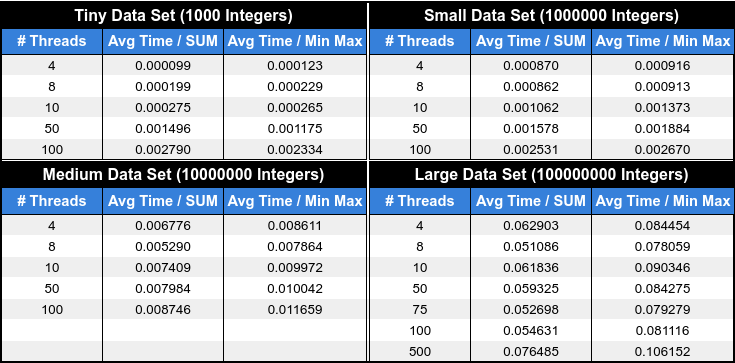 Tiny Data Set (1000 Integers)
# Threads Avg Time / SUM Avg Time / Min Max
4 0.000099 0.000123
8 0.000199 0.000229
10 0.000275 0.000265
50 0.001496 0.001175
100 0.002790 0.002334
Small Data Set (1000000 Integers)
# Threads Avg Time / SUM Avg Time / Min Max
4 0.000870 0.000916
8 0.000862 0.000913
10 0.001062 0.001373
50 0.001578 0.001884
100 0.002531 0.002670
Medium Data Set (10000000 Integers)
# Threads Avg Time / SUM Avg Time / Min Max
4 0.006776 0.008611
8 0.005290 0.007864
10 0.007409 0.009972
50 0.007984 0.010042
100 0.008746 0.011659
Large Data Set (100000000 Integers)
# Threads Avg Time / SUM Avg Time / Min Max
4 0.062903 0.084454
8 0.051086 0.078059
10 0.061836 0.090346
50 0.059325 0.084275
75 0.052698 0.079279
100 0.054631 0.081116
500 0.076485 0.106152